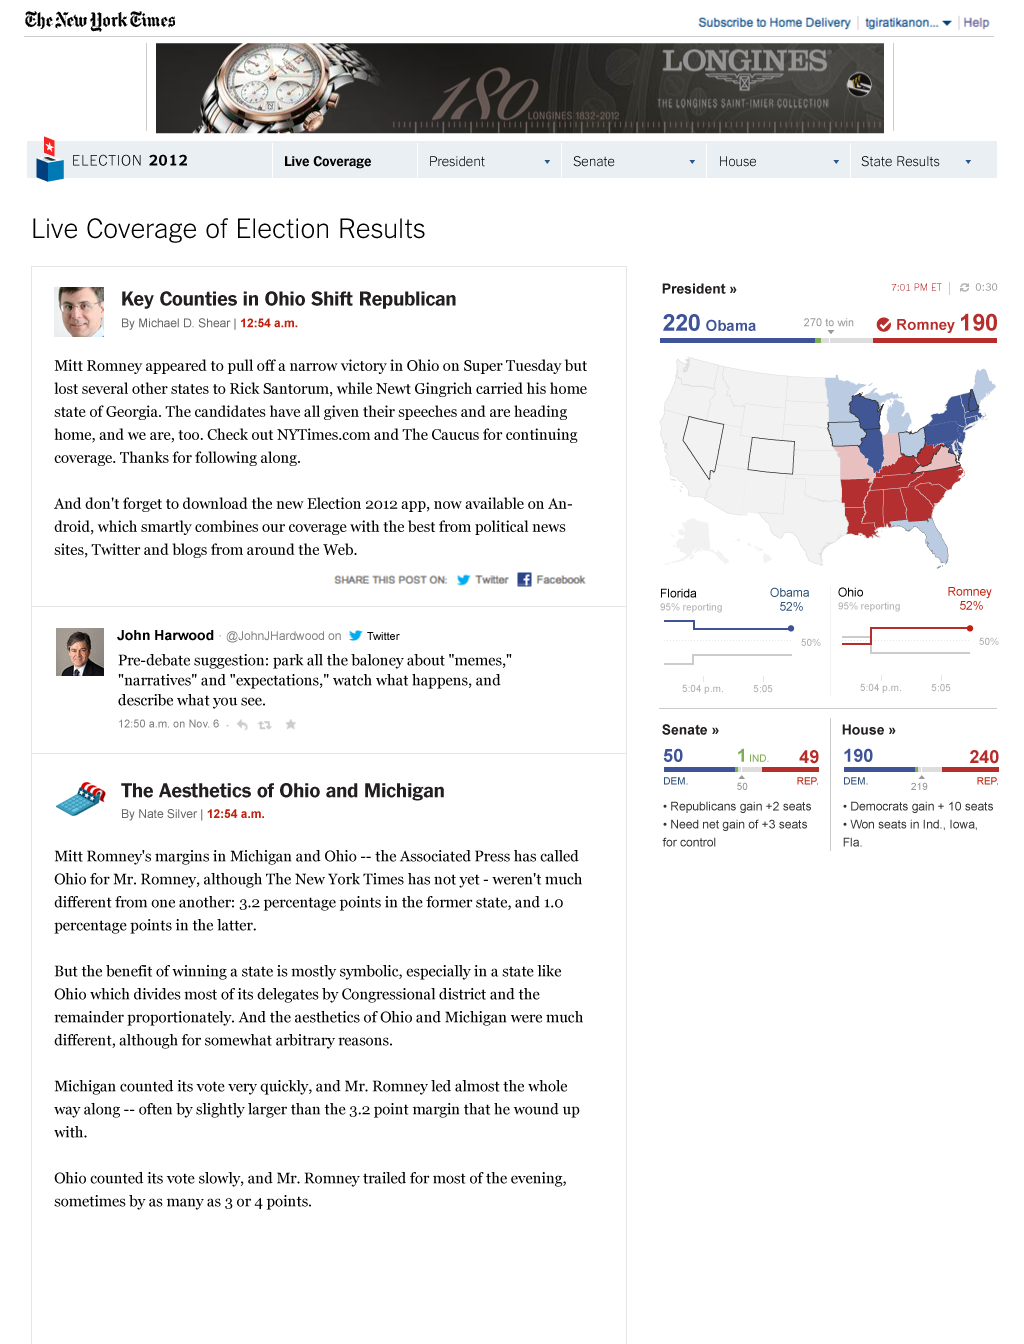 The New York Times
Subscribe to Home Delivery
tgiratikanon...
Help
LONGINES
180
LONGINES 1832-2012
THE LONGINES SAINT-IMIER COLLECTION
ELECTION 2012
Live Coverage
President
Senate
House
State Results
Live Coverage of Election Results
Key Counties in Ohio Shift Republican
By Michael D. Shear | 12:54 a.m.
Mitt Romney appeared to pull off a narrow victory in Ohio on Super Tuesday but
lost several other states to Rick Santorum, while Newt Gingrich carried his home
state of Georgia. The candidates have all given their speeches and are heading
home, and we are, too. Check out NYTimes.com and The Caucus for continuing
coverage. Thanks for following along.
And don't forget to download the new Election 2012 app, now available on An-
droid, which smartly combines our coverage with the best from political news
sites, Twitter and blogs from around the Web.
SHARE THIS POST ON: Twitter Facebook
John Harwood · @JohnJHardwood on Twitter
Pre-debate suggestion: park all the baloney about "memes,"
"narratives" and "expectations," watch what happens, and
describe what you see.
12:50 a.m. on Nov. 6 -
The Aesthetics of Ohio and Michigan
By Nate Silver | 12:54 a.m.
Mitt Romney's margins in Michigan and Ohio -- the Associated Press has called
Ohio for Mr. Romney, although The New York Times has not yet - weren't much
different from one another: 3.2 percentage points in the former state, and 1.0
percentage points in the latter.
But the benefit of winning a state is mostly symbolic, especially in a state like
Ohio which divides most of its delegates by Congressional district and the
remainder proportionately. And the aesthetics of Ohio and Michigan were much
different, although for somewhat arbitrary reasons.
Michigan counted its vote very quickly, and Mr. Romney led almost the whole
way along -- often by slightly larger than the 3.2 point margin that he wound up
with.
Ohio counted its vote slowly, and Mr. Romney trailed for most of the evening,
sometimes by as many as 3 or 4 points.
President »
7:01 PM ET
0:30
220 Obama
270 to win
Romney 190
Florida
95% reporting
Obama
52%
50%
5:04 p.m.
5:05
Ohio
95% reporting
Romney
52%
50%
5:04 p.m.
5:05
Senate »
50
1 IND.
49
DEM.
50
REP.
• Republicans gain +2 seats
• Need net gain of +3 seats
for control
House »
190
240
DEM.
219
REP.
• Democrats gain + 10 seats
• Won seats in Ind., Iowa,
Fla.